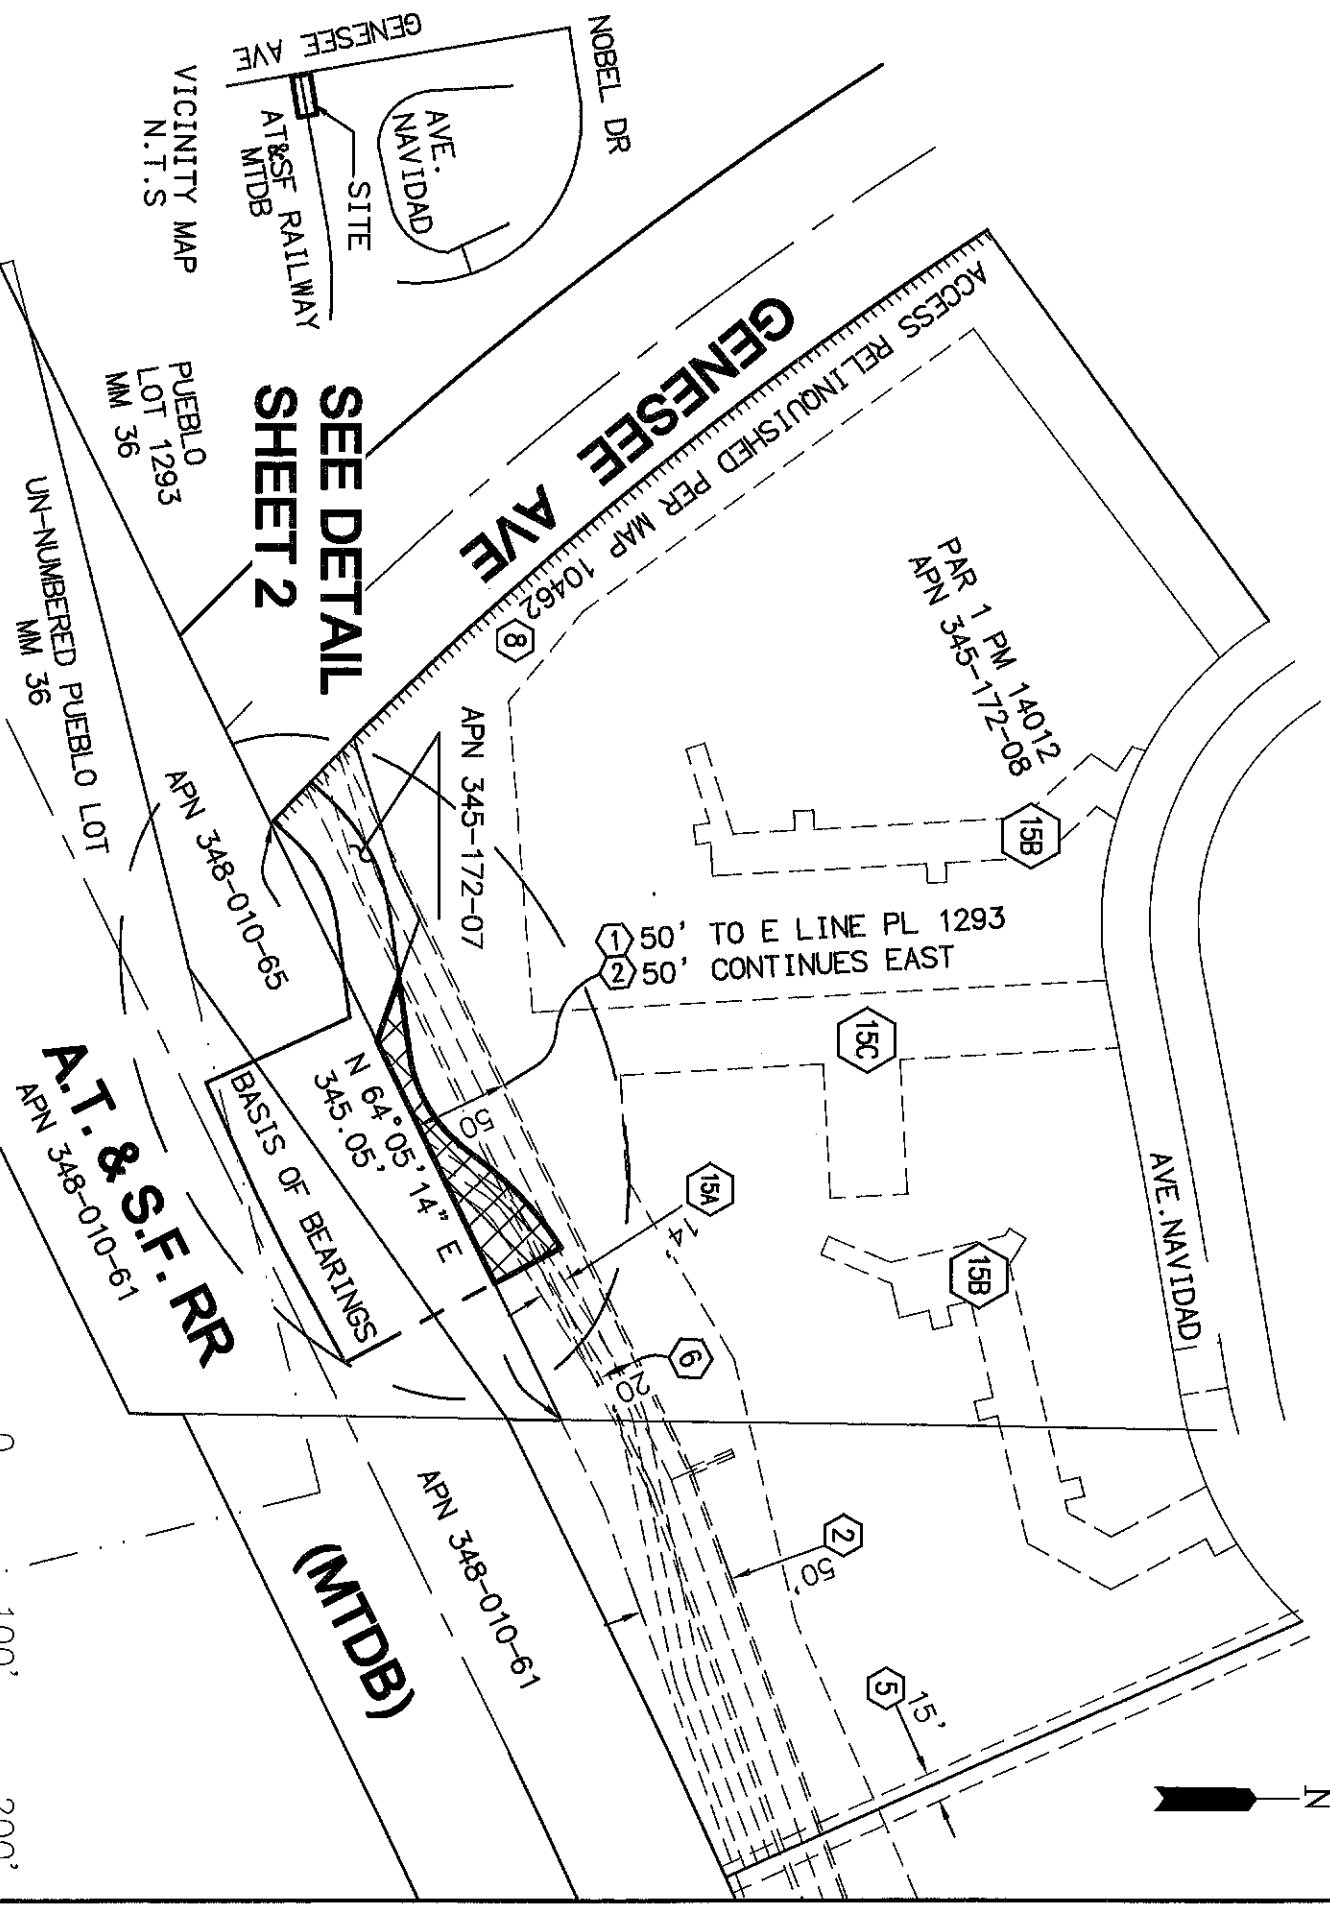 NOBEL DR
GENESEE AVE
AVE.
NAVIDAD
SITE
AT&SF RAILWAY
MTDB
VICINITY MAP
N.T.S
ACCESS RELINQUISHED PER MAP 10462
8
GENESEE AVE
SEE DETAIL
SHEET 2
PUEBLO
LOT 1293
MM 36
UN-NUMBERED PUEBLO LOT
MM 36
PAR 1 PM 14012
APN 345-172-08
15B
APN 345-172-07
1 50' TO E LINE PL 1293
2 50' CONTINUES EAST
15C
AVE. NAVIDAD
15B
15A
14'
50
6
20
2
50'
5
15'
N
APN 348-010-65
N 64°05'14" E
345.05'
BASIS OF BEARINGS
A.T. & S.F. RR
APN 348-010-61
(MTDB)
APN 348-010-61
0 100' 200'